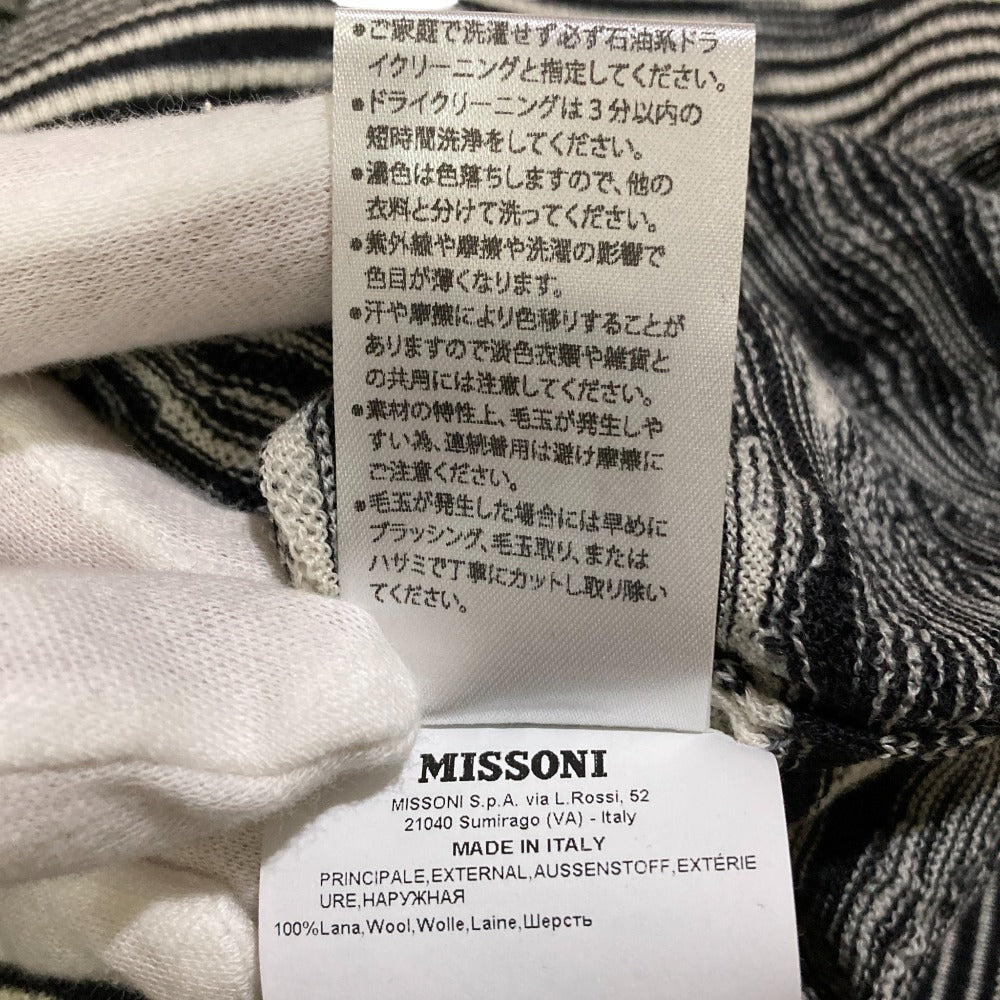 ●ご家庭で洗濯せず必ず石油系ドラ
イクリーニングと指定してください。
●ドライクリーニングは3分以内の
短時間洗浄をしてください。
●濃色は色落ちしますので、他の
衣料と分けて洗ってください。
●紫外線や摩擦や洗濯の影響で
色目が薄くなります。
●汗や摩擦により色移りすることが
ありますので淡色衣類や雑貨と
の共用には注意してください。
●素材の特性上、毛玉が発生しや
すい為、連続着用は避け摩擦に
ご注意ください。
●毛玉が発生した場合には早めに
ブラッシング、毛玉取り、または
ハサミで丁寧にカットし取り除い
てください。
MISSONI
MISSONI S.p.A. via L.Rossi, 52
21040 Sumirago (VA) - Italy
MADE IN ITALY
PRINCIPALE,EXTERNAL,AUSSENSTOFF,EXTÉRIE
URE,НАРУЖНАЯ
100%Lana,Wool,Wolle,Laine,Шерсть